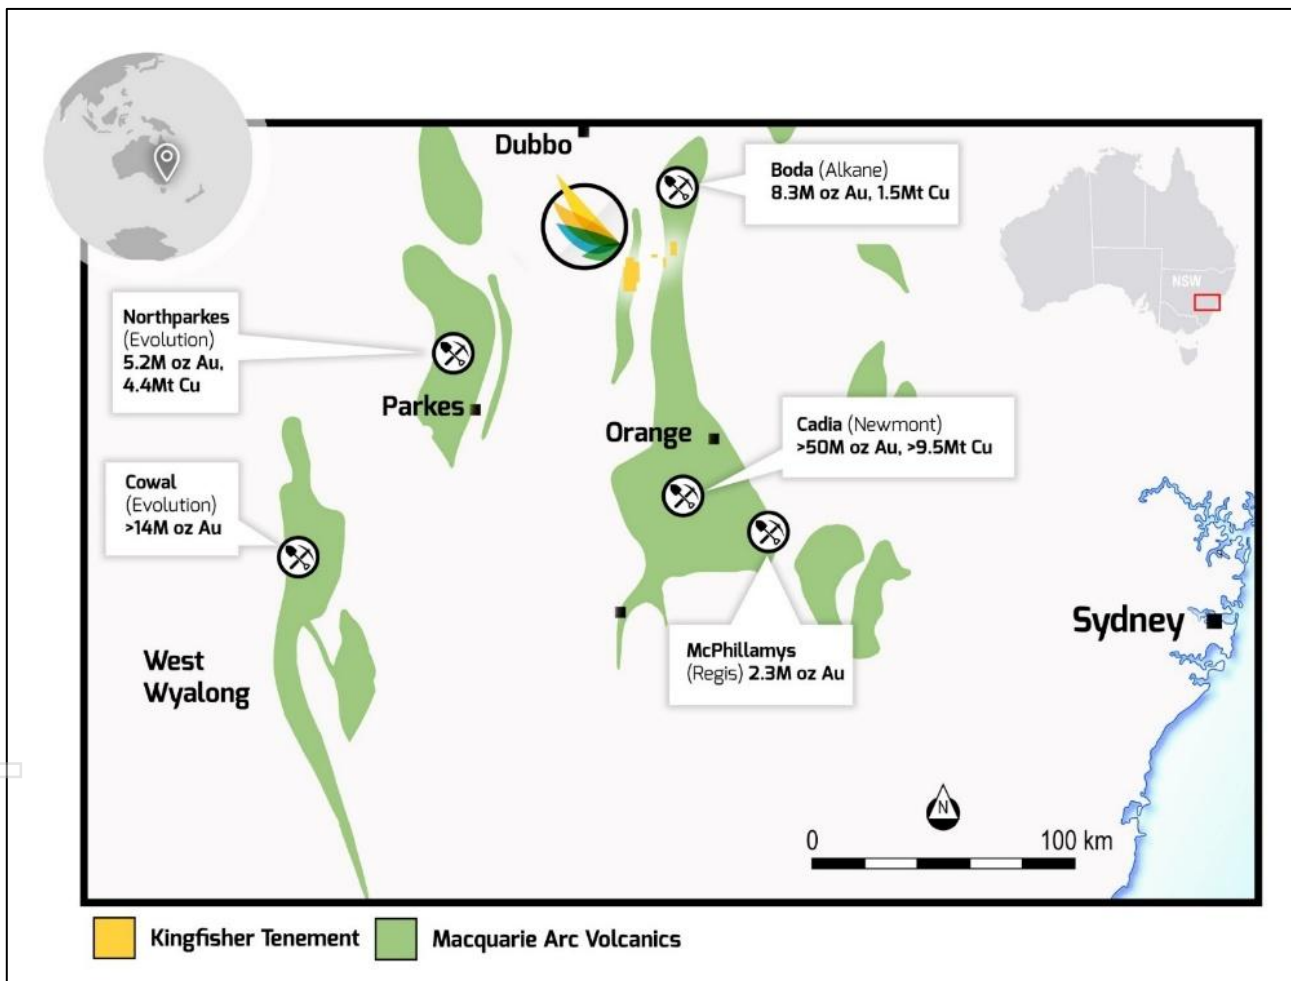 Dubbo
Boda (Alkane)
8.3M oz Au, 1.5Mt Cu
NSW
Northparkes
(Evolution)
5.2M oz Au,
4.4Mt Cu
Parkes
Orange
Cadia (Newmont)
>50M oz Au, >9.5Mt Cu
Cowal
(Evolution)
>14M oz Au
McPhillamys
(Regis) 2.3M oz Au
Sydney
West
Wyalong
N
0 100 km
Kingfisher Tenement Macquarie Arc Volcanics